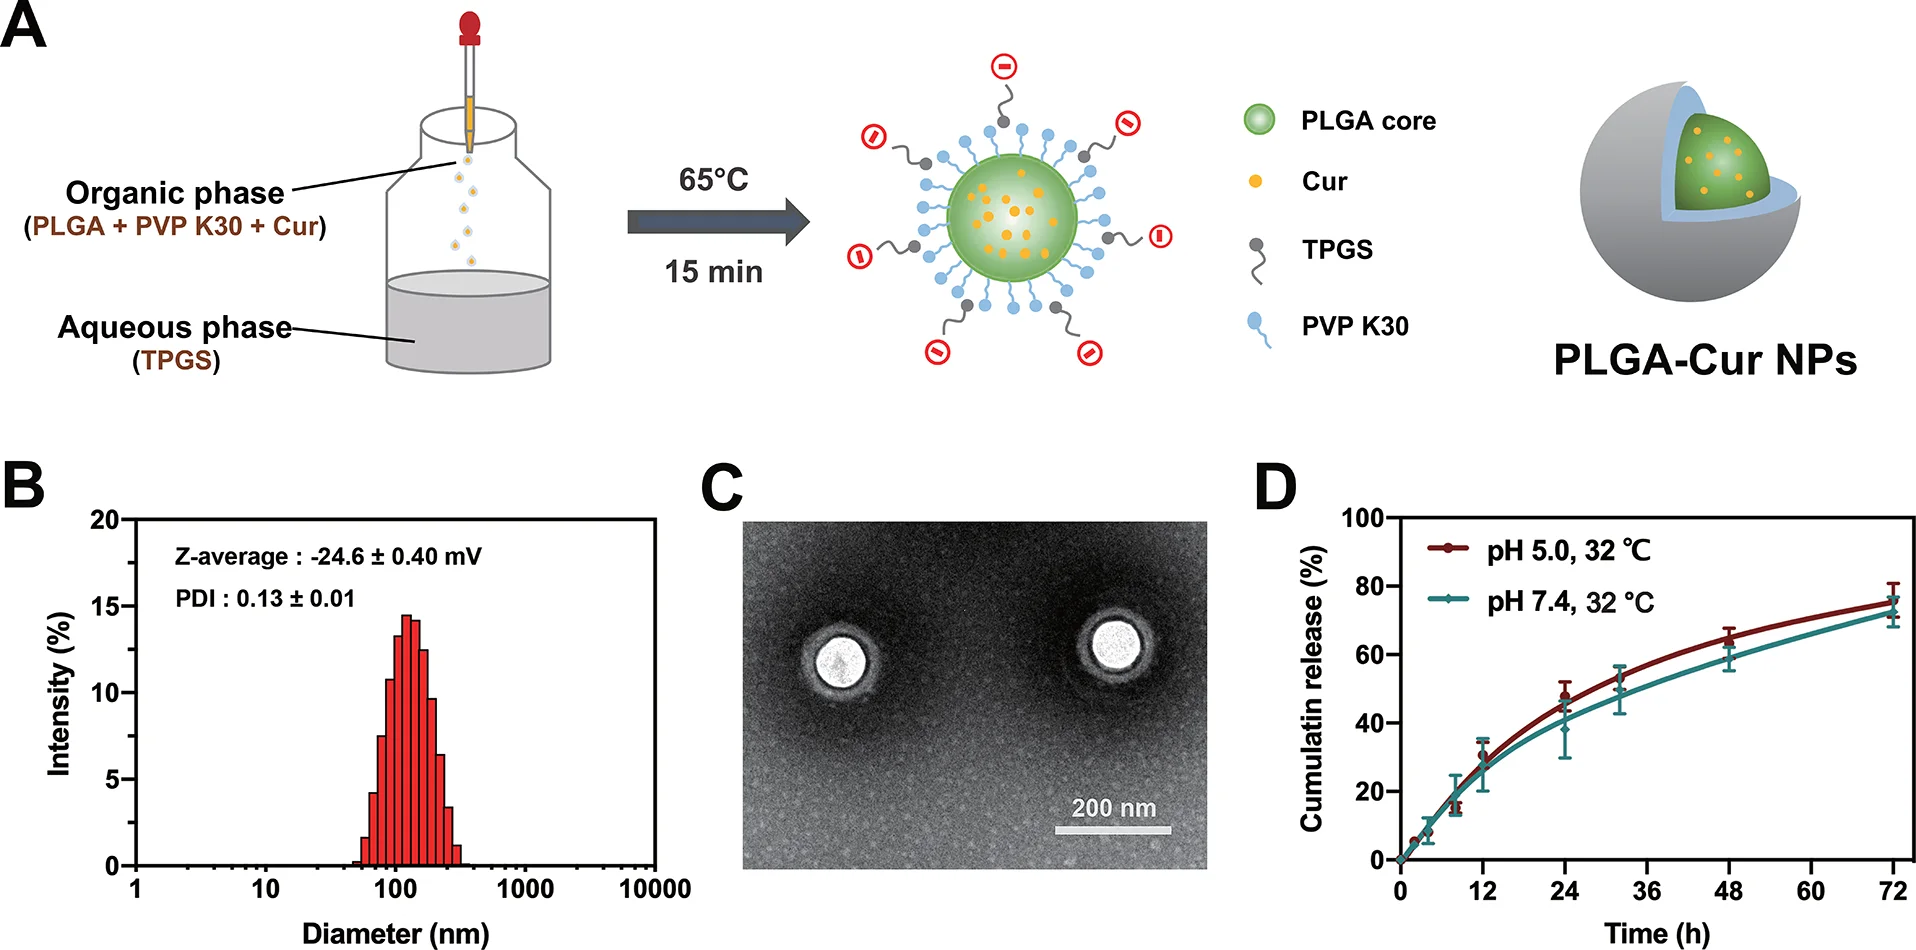 A
Organic phase
(PLGA + PVP K30 + Cur)
Aqueous phase
(TPGS)
65°C
15 min
PLGA core
Cur
TPGS
PVP K30
PLGA-Cur NPs
B
Z-average : -24.6 ± 0.40 mV
PDI : 0.13 ± 0.01
Intensity (%)
20
15
10
5
0
1 10 100 1000 10000
Diameter (nm)
C
200 nm
D
pH 5.0, 32 ℃
pH 7.4, 32 ℃
Cumulatin release (%)
100
80
60
40
20
0
0 12 24 36 48 60 72
Time (h)